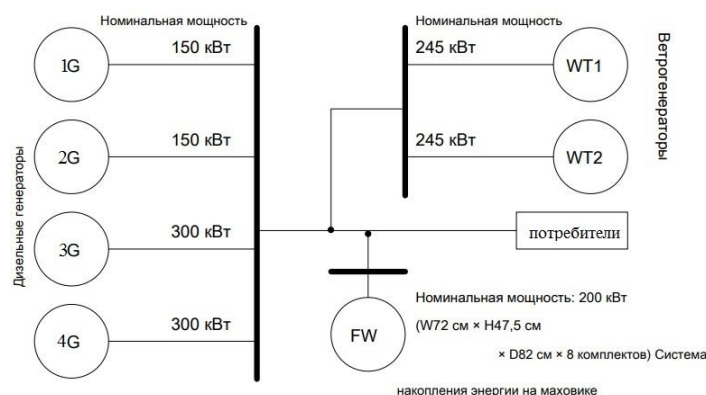 Номинальная мощность
Номинальная мощность
1G
150 кВт
245 кВт
WT1
2G
150 кВт
245 кВт
WT2
Ветрогенераторы
Дизельные генераторы
3G
300 кВт
потребители
4G
300 кВт
FW
Номинальная мощность: 200 кВт
(W72 см × H47,5 см
× D82 см × 8 комплектов) Система
накопления энергии на маховике